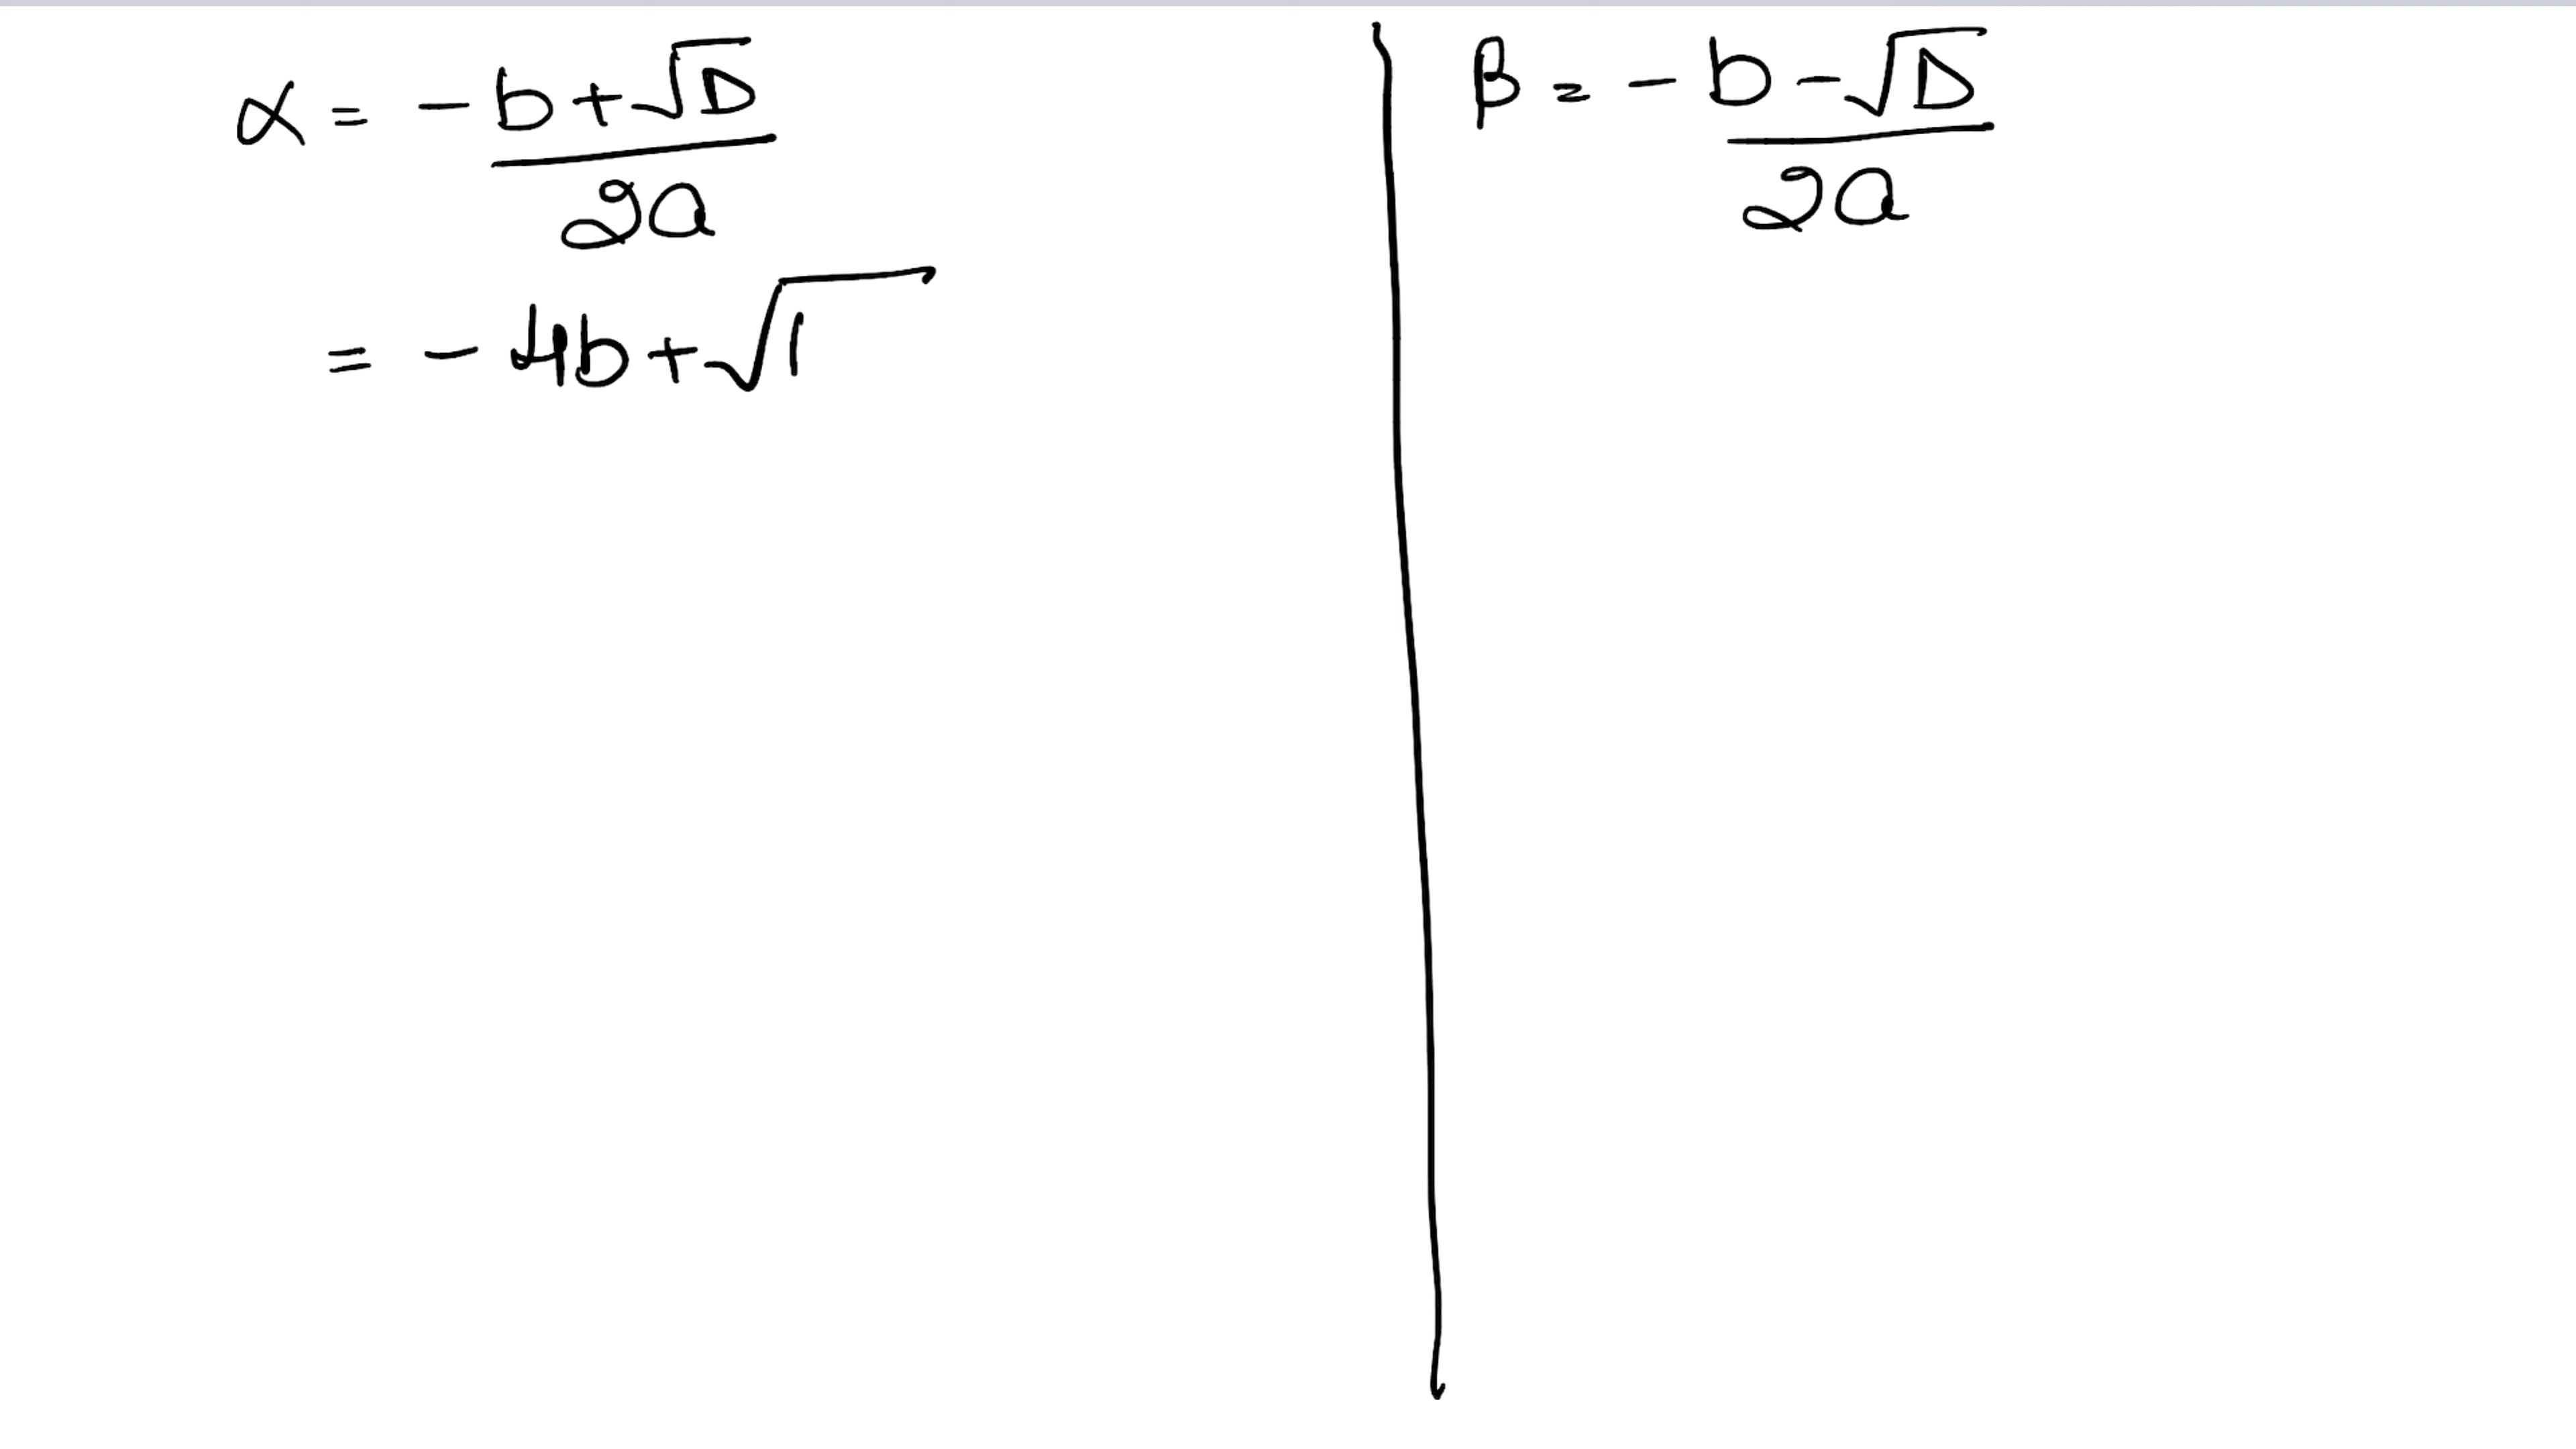 α = -b+√D
2a
= -4b+√1
β = -b-√D
2a